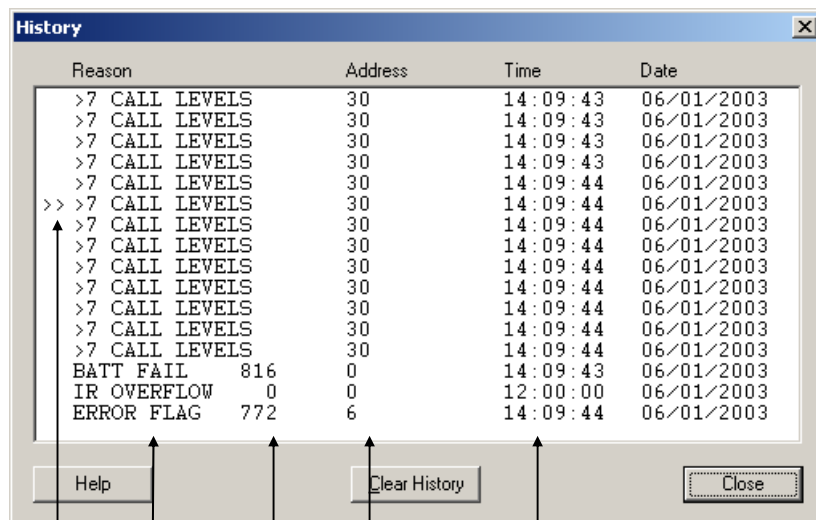 History
Reason Address Time Date
>7 CALL LEVELS 30 14:09:43 06/01/2003
>7 CALL LEVELS 30 14:09:43 06/01/2003
>7 CALL LEVELS 30 14:09:43 06/01/2003
>7 CALL LEVELS 30 14:09:43 06/01/2003
>7 CALL LEVELS 30 14:09:44 06/01/2003
>> >7 CALL LEVELS 30 14:09:44 06/01/2003
>7 CALL LEVELS 30 14:09:44 06/01/2003
>7 CALL LEVELS 30 14:09:44 06/01/2003
>7 CALL LEVELS 30 14:09:44 06/01/2003
>7 CALL LEVELS 30 14:09:44 06/01/2003
>7 CALL LEVELS 30 14:09:44 06/01/2003
>7 CALL LEVELS 30 14:09:44 06/01/2003
>7 CALL LEVELS 30 14:09:44 06/01/2003
BATT FAIL 816 0 14:09:43 06/01/2003
IR OVERFLOW 0 0 12:00:00 06/01/2003
ERROR FLAG 772 6 14:09:44 06/01/2003
Help Clear History Close